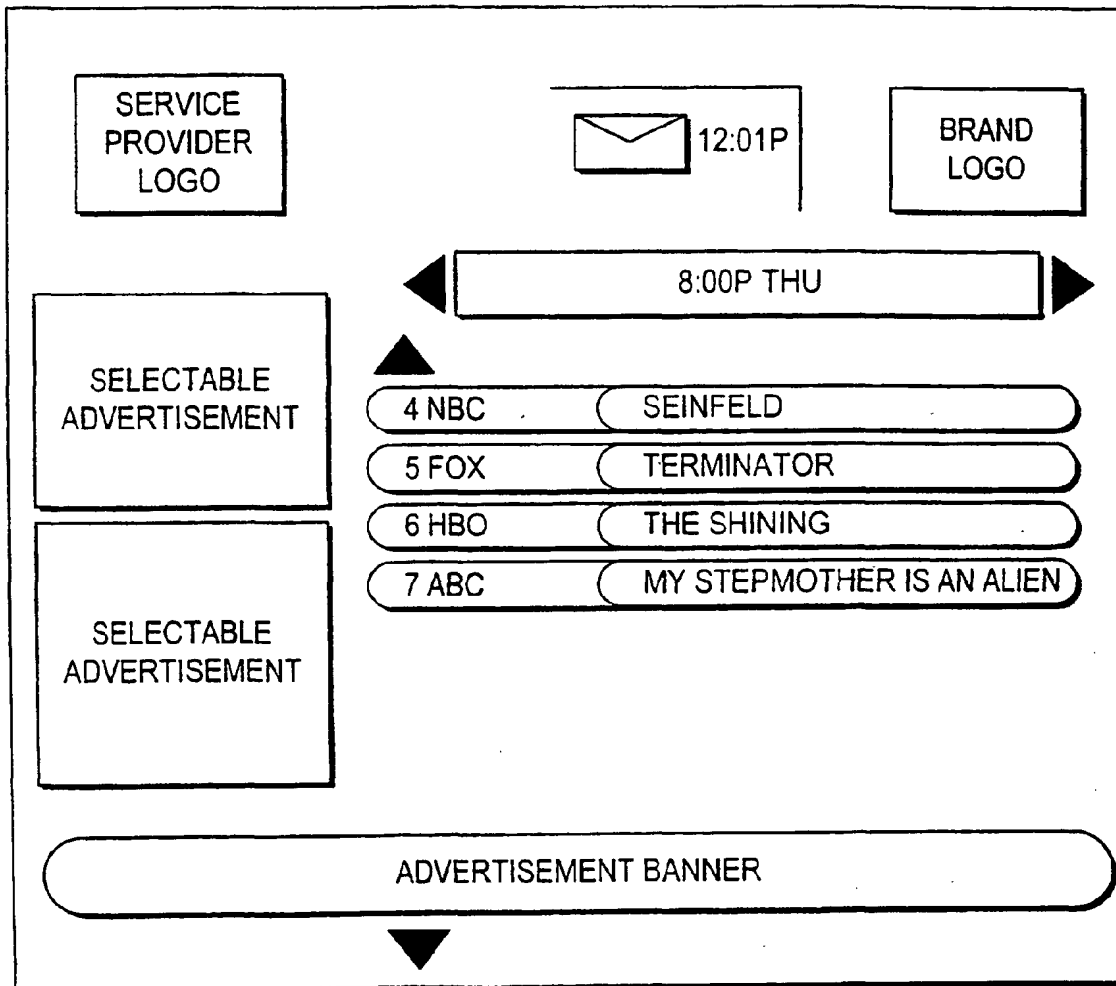 SERVICE
PROVIDER
LOGO
12:01P
BRAND
LOGO
8:00P THU
SELECTABLE
ADVERTISEMENT
4 NBC SEINFELD
5 FOX TERMINATOR
6 HBO THE SHINING
7 ABC MY STEPMOTHER IS AN ALIEN
SELECTABLE
ADVERTISEMENT
ADVERTISEMENT BANNER